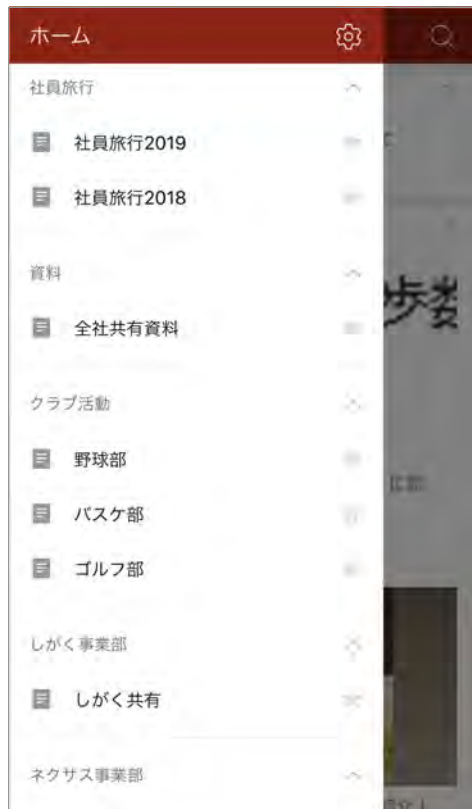 ホーム
社員旅行
社員旅行2019
社員旅行2018
資料
全社共有資料
歩数
クラブ活動
野球部
バスケ部
ゴルフ部
しがく事業部
しがく共有
ネクサス事業部